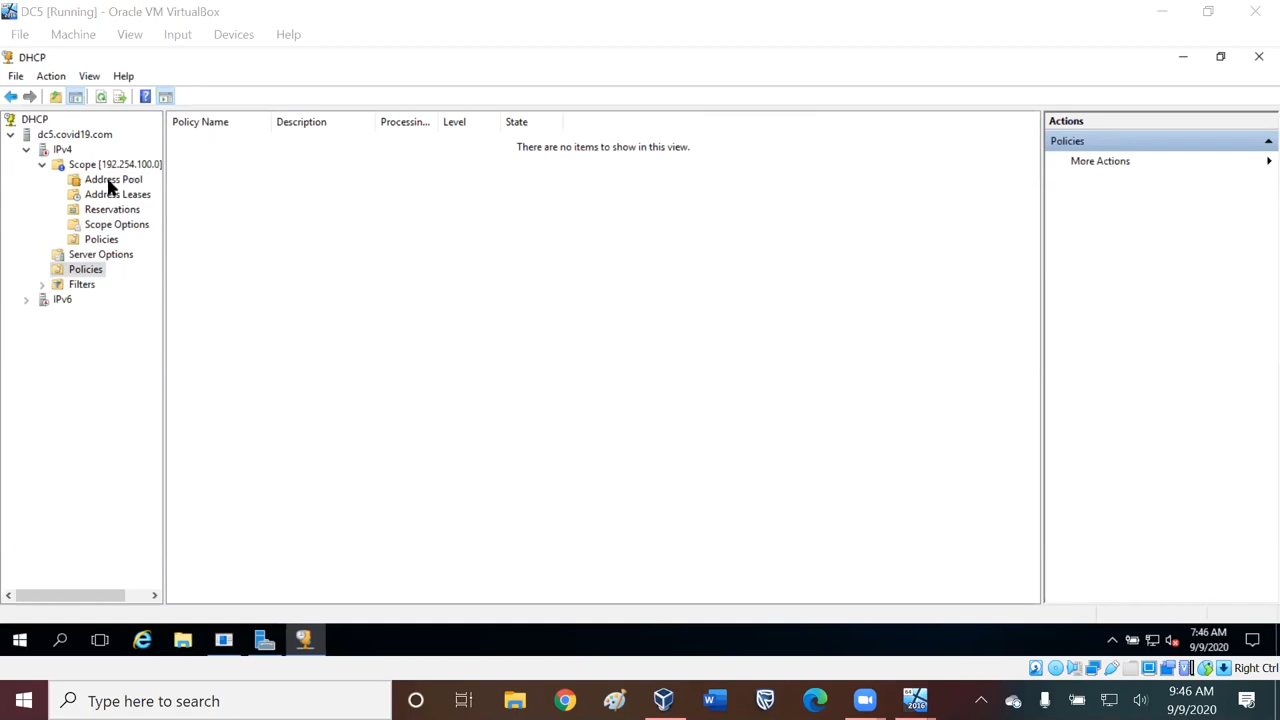 DC5 [Running] - Oracle VM VirtualBox
File Machine View Input Devices Help
DHCP
File Action View Help
DHCP
dc5.covid19.com
IPv4
Scope [192.254.100.0]
Address Pool
Address Leases
Reservations
Scope Options
Policies
Server Options
Policies
Filters
IPv6
Policy Name Description Processin... Level State
There are no items to show in this view.
Actions
Policies
More Actions
7:46 AM
9/9/2020
Right Ctrl
Type here to search
2016
9:46 AM
9/9/2020